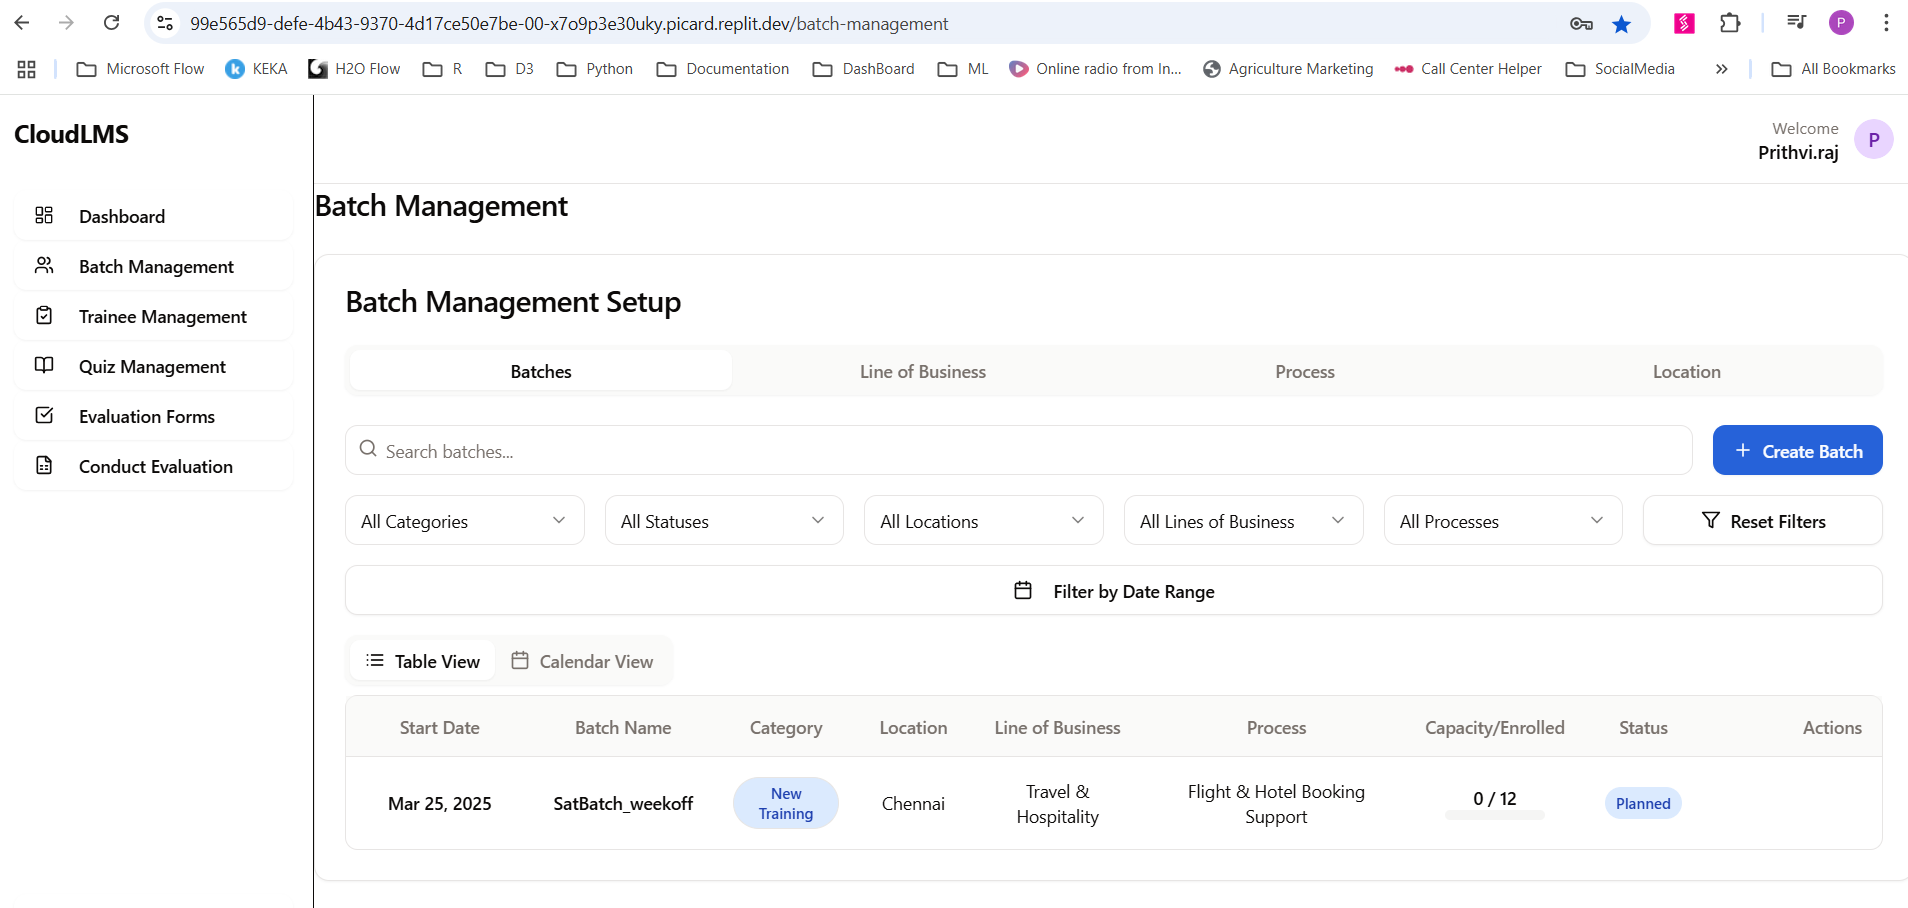 99e565d9-defe-4b43-9370-4d17ce50e7be-00-x7o9p3e30uky.picard.replit.dev/batch-management
P
Microsoft Flow
KEKA
H2O Flow
R
D3
Python
Documentation
DashBoard
ML
Online radio from In...
Agriculture Marketing
Call Center Helper
SocialMedia
All Bookmarks
CloudLMS
Welcome
Prithvi.raj
P
Dashboard
Batch Management
Trainee Management
Quiz Management
Evaluation Forms
Conduct Evaluation
Batch Management
Batch Management Setup
Batches
Line of Business
Process
Location
Search batches...
Create Batch
All Categories
All Statuses
All Locations
All Lines of Business
All Processes
Reset Filters
Filter by Date Range
Table View
Calendar View
Start Date
Batch Name
Category
Location
Line of Business
Process
Capacity/Enrolled
Status
Actions
Mar 25, 2025
SatBatch_weekoff
New
Training
Chennai
Travel &
Hospitality
Flight & Hotel Booking
Support
0 / 12
Planned